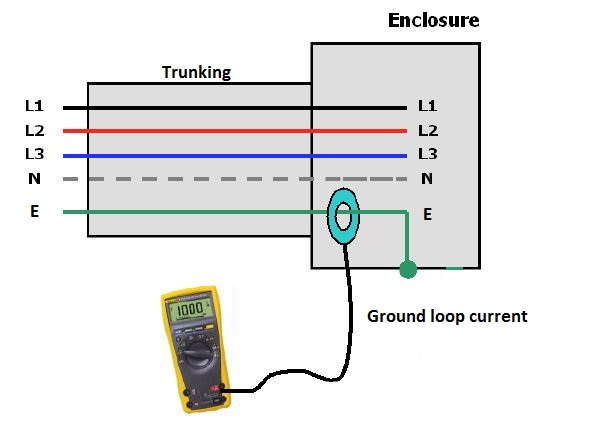 Enclosure
Trunking
L1 L1
L2 L2
L3 L3
N N
E E
Ground loop current
1000